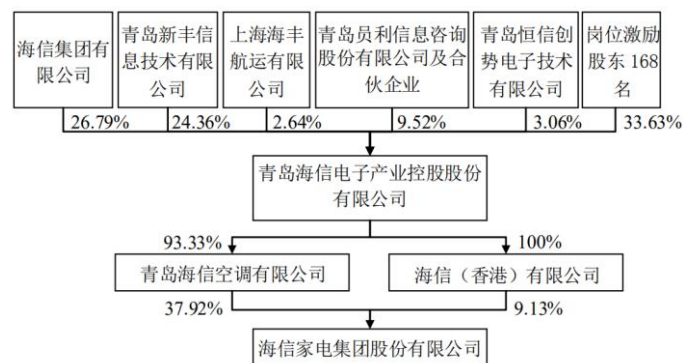 海信集团有
限公司
青岛新丰信
息技术有限
公司
上海海丰
航运有限
公司
青岛员利信息咨询
股份有限公司及合
伙企业
青岛恒信创
势电子技术
有限公司
岗位激励
股东 168
名
26.79%
24.36%
2.64%
9.52%
3.06%
33.63%
青岛海信电子产业控股股份
有限公司
93.33%
100%
青岛海信空调有限公司
海信（香港）有限公司
37.92%
9.13%
海信家电集团股份有限公司